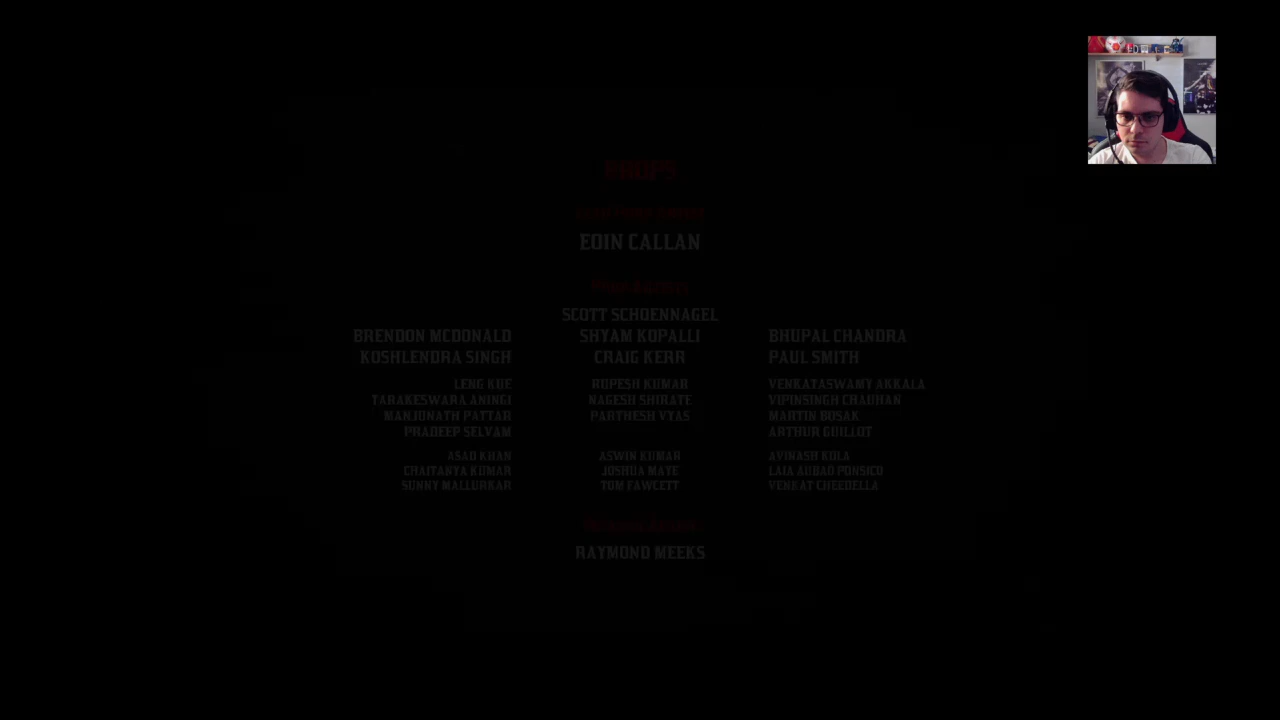 PROPS
EOIN CALLAN
SCOTT SCHOENNAGEL
BRENDON MCDONALD SHYAM KOPALLI BHUPAL CHANDRA
KOSHLENDRA SINGH CRAIG KERR PAUL SMITH
LENG KUE RUPESH KUMAR VENKATASWAMY AKKALA
TARAKESWARA ANINGI NAGESH SHIRATE VIPINSINGH CHAUHAN
MANJUNATH PATTAR PARTHESH VYAS MARTIN BOSAK
PRADEEP SELVAM ARTHUR GUILLOT
ASAD KHAN ASWIN KUMAR AVINASH KOLA
CHAITANYA KUMAR JOSHUA MAYE LAIA AUBAO PONSICO
SUNNY MALLURKAR TOM FAWCETT VENKAT CHEEDELLA
RAYMOND MEEKS